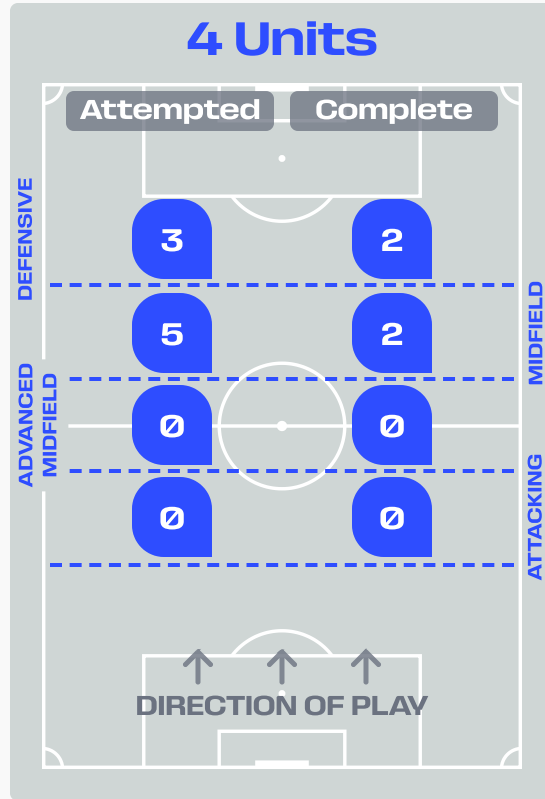 4 Units
Attempted Complete
DEFENSIVE
3 2
MIDFIELD
5 2
ADVANCED
MIDFIELD
0 0
ATTACKING
0 0
DIRECTION OF PLAY